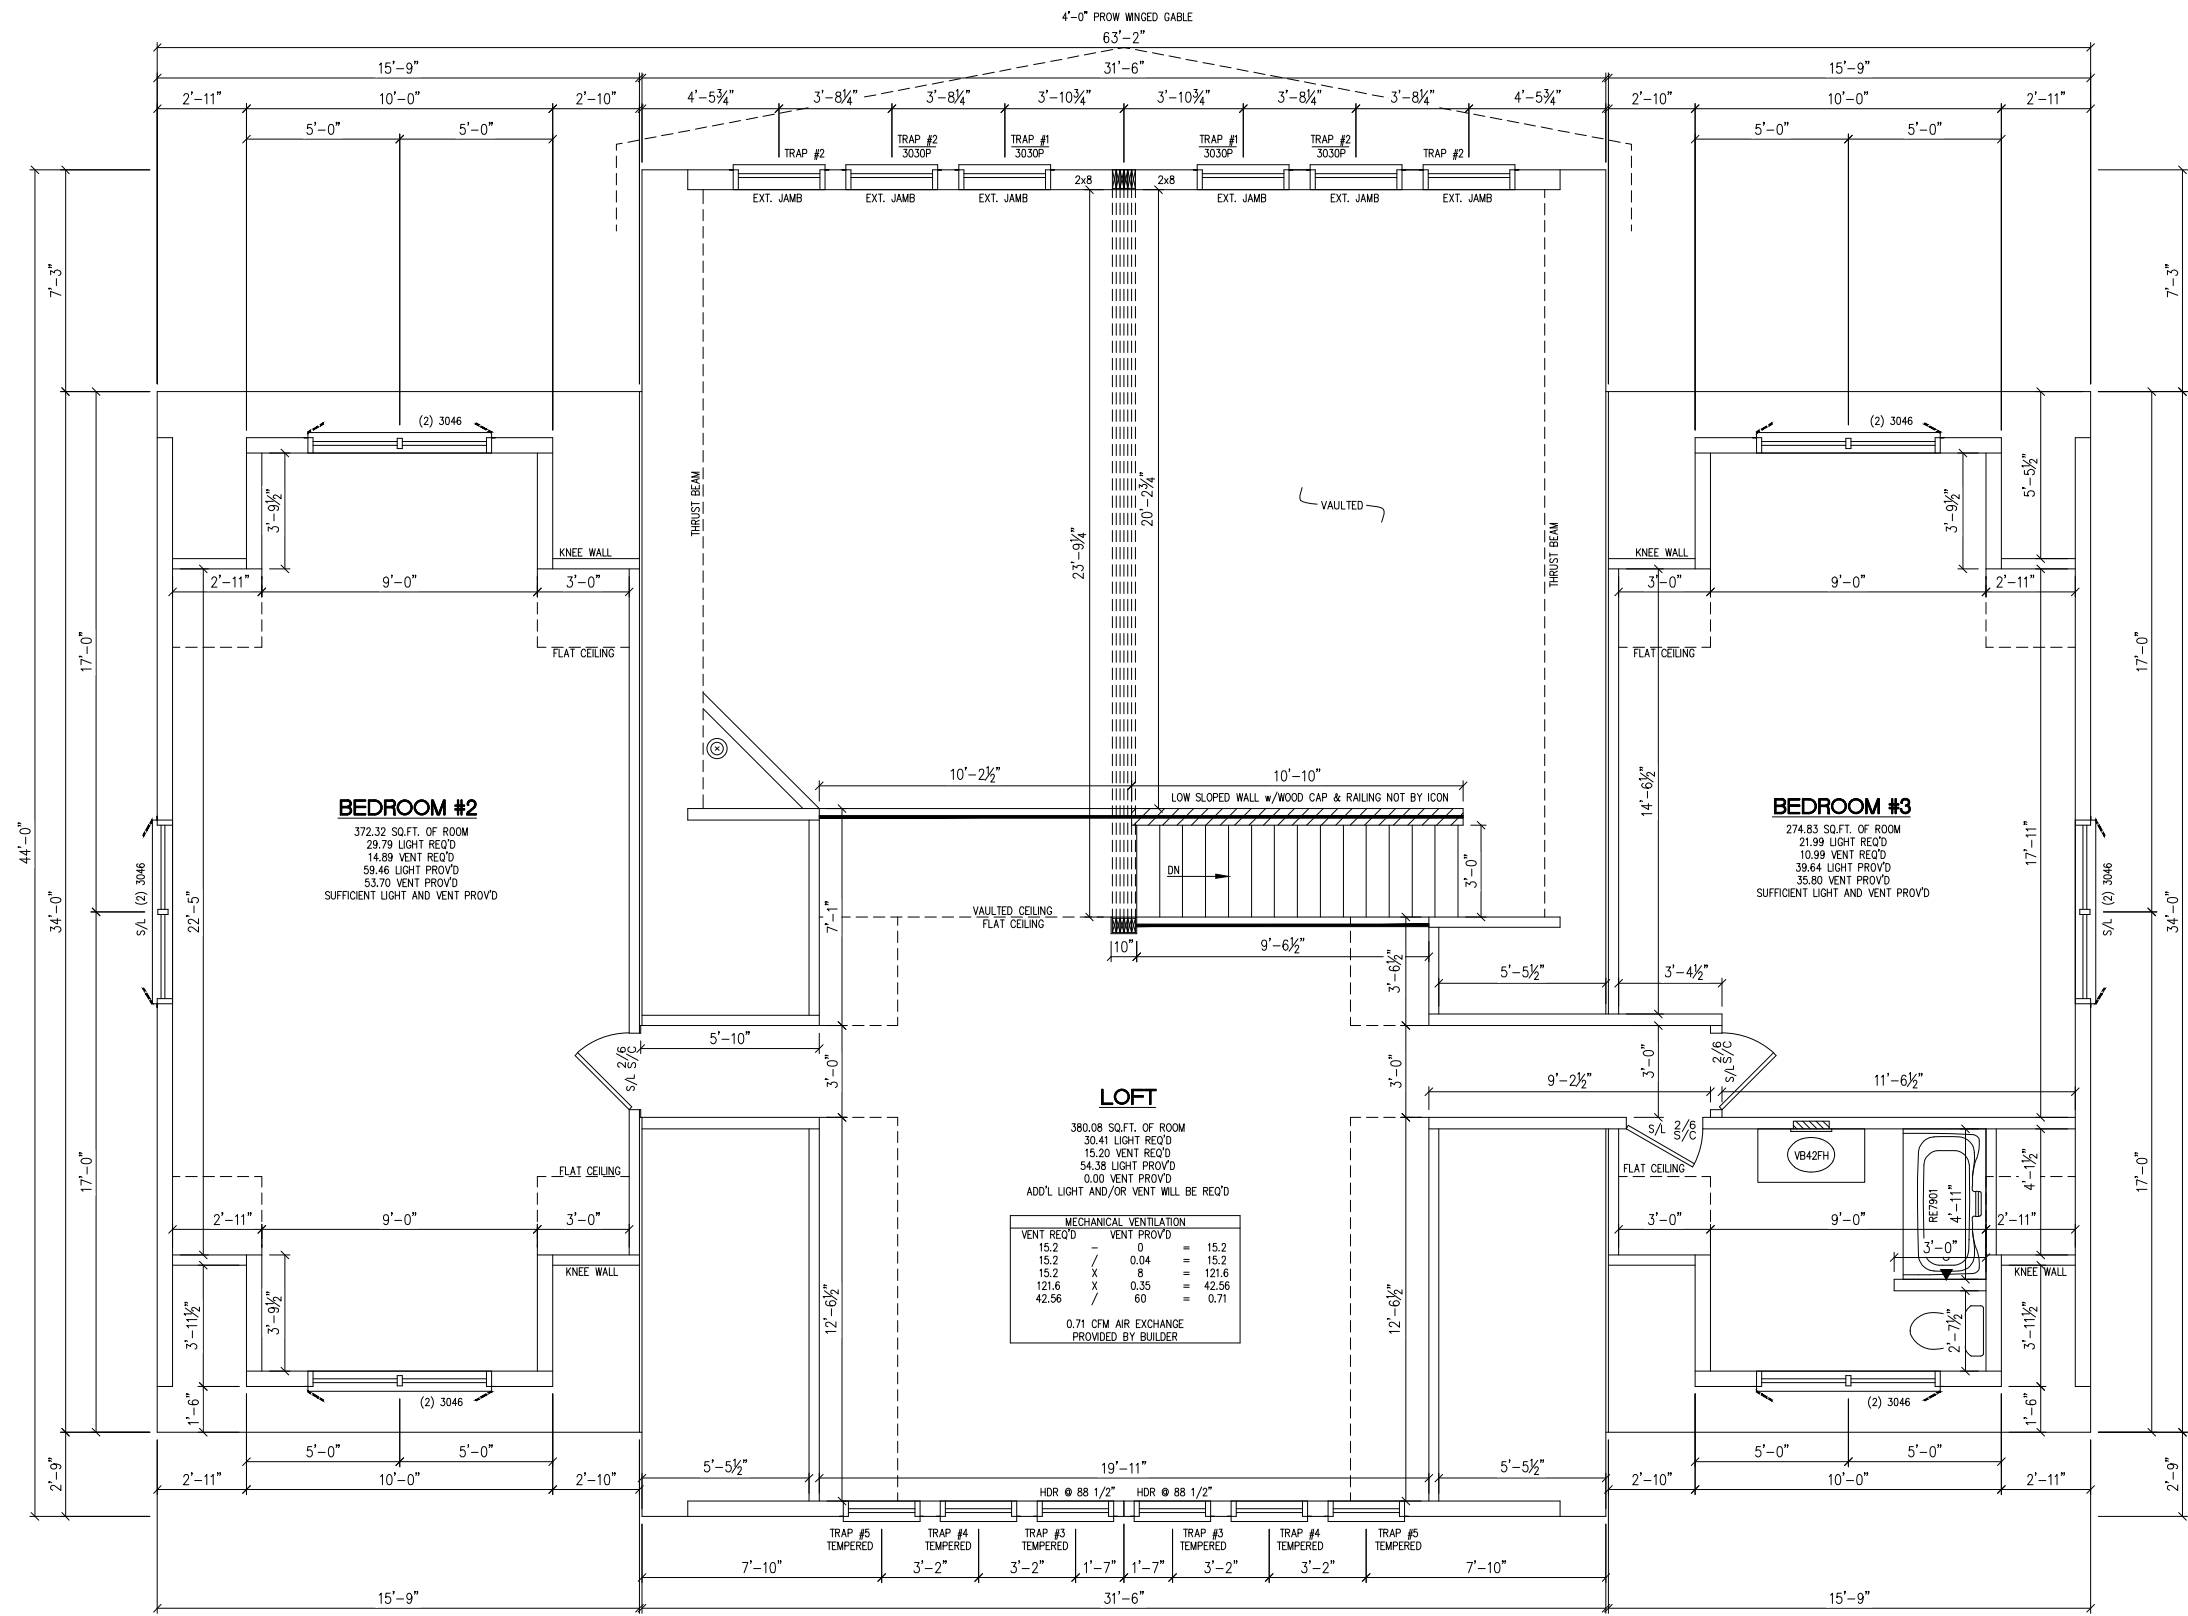 4'-0" PROW WINGED GABLE
63'-2"
15'-9" 31'-6" 15'-9"
2'-11" 10'-0" 2'-10" 4'-5¾" 3'-8¼" 3'-8¼" 3'-10¾" 3'-10¾" 3'-8¼" 3'-8¼" 4'-5¾" 2'-10" 10'-0" 2'-11"
5'-0" 5'-0" 5'-0" 5'-0"
TRAP #2
TRAP #2
3030P
TRAP #1
3030P
TRAP #1
3030P
TRAP #2
3030P
TRAP #2
2x8 2x8
EXT. JAMB EXT. JAMB EXT. JAMB EXT. JAMB EXT. JAMB EXT. JAMB
7'-3" 7'-3"
(2) 3046 (2) 3046
3'-9½" THRUST BEAM 23'-9¼" 20'-2¾" VAULTED THRUST BEAM 3'-9½" 5'-5½"
KNEE WALL KNEE WALL
2'-11" 9'-0" 3'-0" 3'-0" 9'-0" 2'-11"
FLAT CEILING FLAT CEILING
17'-0" 17'-0"
10'-2½" 10'-10"
LOW SLOPED WALL w/WOOD CAP & RAILING NOT BY ICON
14'-6½"
BEDROOM #2
372.32 SQ.FT. OF ROOM
29.79 LIGHT REQ'D
14.89 VENT REQ'D
59.46 LIGHT PROV'D
53.70 VENT PROV'D
SUFFICIENT LIGHT AND VENT PROV'D
BEDROOM #3
274.83 SQ.FT. OF ROOM
21.99 LIGHT REQ'D
10.99 VENT REQ'D
39.64 LIGHT PROV'D
35.80 VENT PROV'D
SUFFICIENT LIGHT AND VENT PROV'D
44'-0" 34'-0" S/L (2) 3046 22'-5" 7'-1" DN 3'-0" 17'-11" S/L (2) 3046 34'-0"
VAULTED CEILING
FLAT CEILING
10" 9'-6½" 3'-6½" 5'-5½" 3'-4½"
S/L 2/6
S/C
5'-10" 3'-0" 3'-0" 3'-0"
S/L 2/6
S/C
9'-2½" 11'-6½"
LOFT
380.08 SQ.FT. OF ROOM
30.41 LIGHT REQ'D
15.20 VENT REQ'D
54.38 LIGHT PROV'D
0.00 VENT PROV'D
ADD'L LIGHT AND/OR VENT WILL BE REQ'D
S/L 2/6
S/C
VB42FH
FLAT CEILING FLAT CEILING
17'-0" 4'-1½" 17'-0"
RE7901 4'-11"
2'-11" 9'-0" 3'-0" 3'-0" 9'-0" 2'-11"
3'-0"
KNEE WALL KNEE WALL
MECHANICAL VENTILATION
VENT REQ'D VENT PROV'D
15.2 - 0 = 15.2
15.2 / 0.04 = 15.2
15.2 X 8 = 121.6
121.6 X 0.35 = 42.56
42.56 / 60 = 0.71
0.71 CFM AIR EXCHANGE
PROVIDED BY BUILDER
3'-11½" 3'-9½" 12'-6½" 12'-6½" 2'-7½" 3'-11½"
1'-6" (2) 3046 (2) 3046 1'-6"
5'-0" 5'-0" 5'-0" 5'-0"
2'-9" 5'-5½" 19'-11" 5'-5½" 2'-9"
2'-11" 10'-0" 2'-10" 2'-10" 10'-0" 2'-11"
HDR @ 88 1/2" HDR @ 88 1/2"
TRAP #5
TEMPERED
TRAP #4
TEMPERED
TRAP #3
TEMPERED
TRAP #3
TEMPERED
TRAP #4
TEMPERED
TRAP #5
TEMPERED
7'-10" 3'-2" 3'-2" 1'-7" 1'-7" 3'-2" 3'-2" 7'-10"
15'-9" 31'-6" 15'-9"